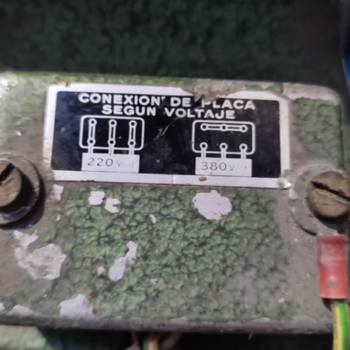 CONEXION DE PLACA
SEGUN VOLTAJE
220 V
380 V